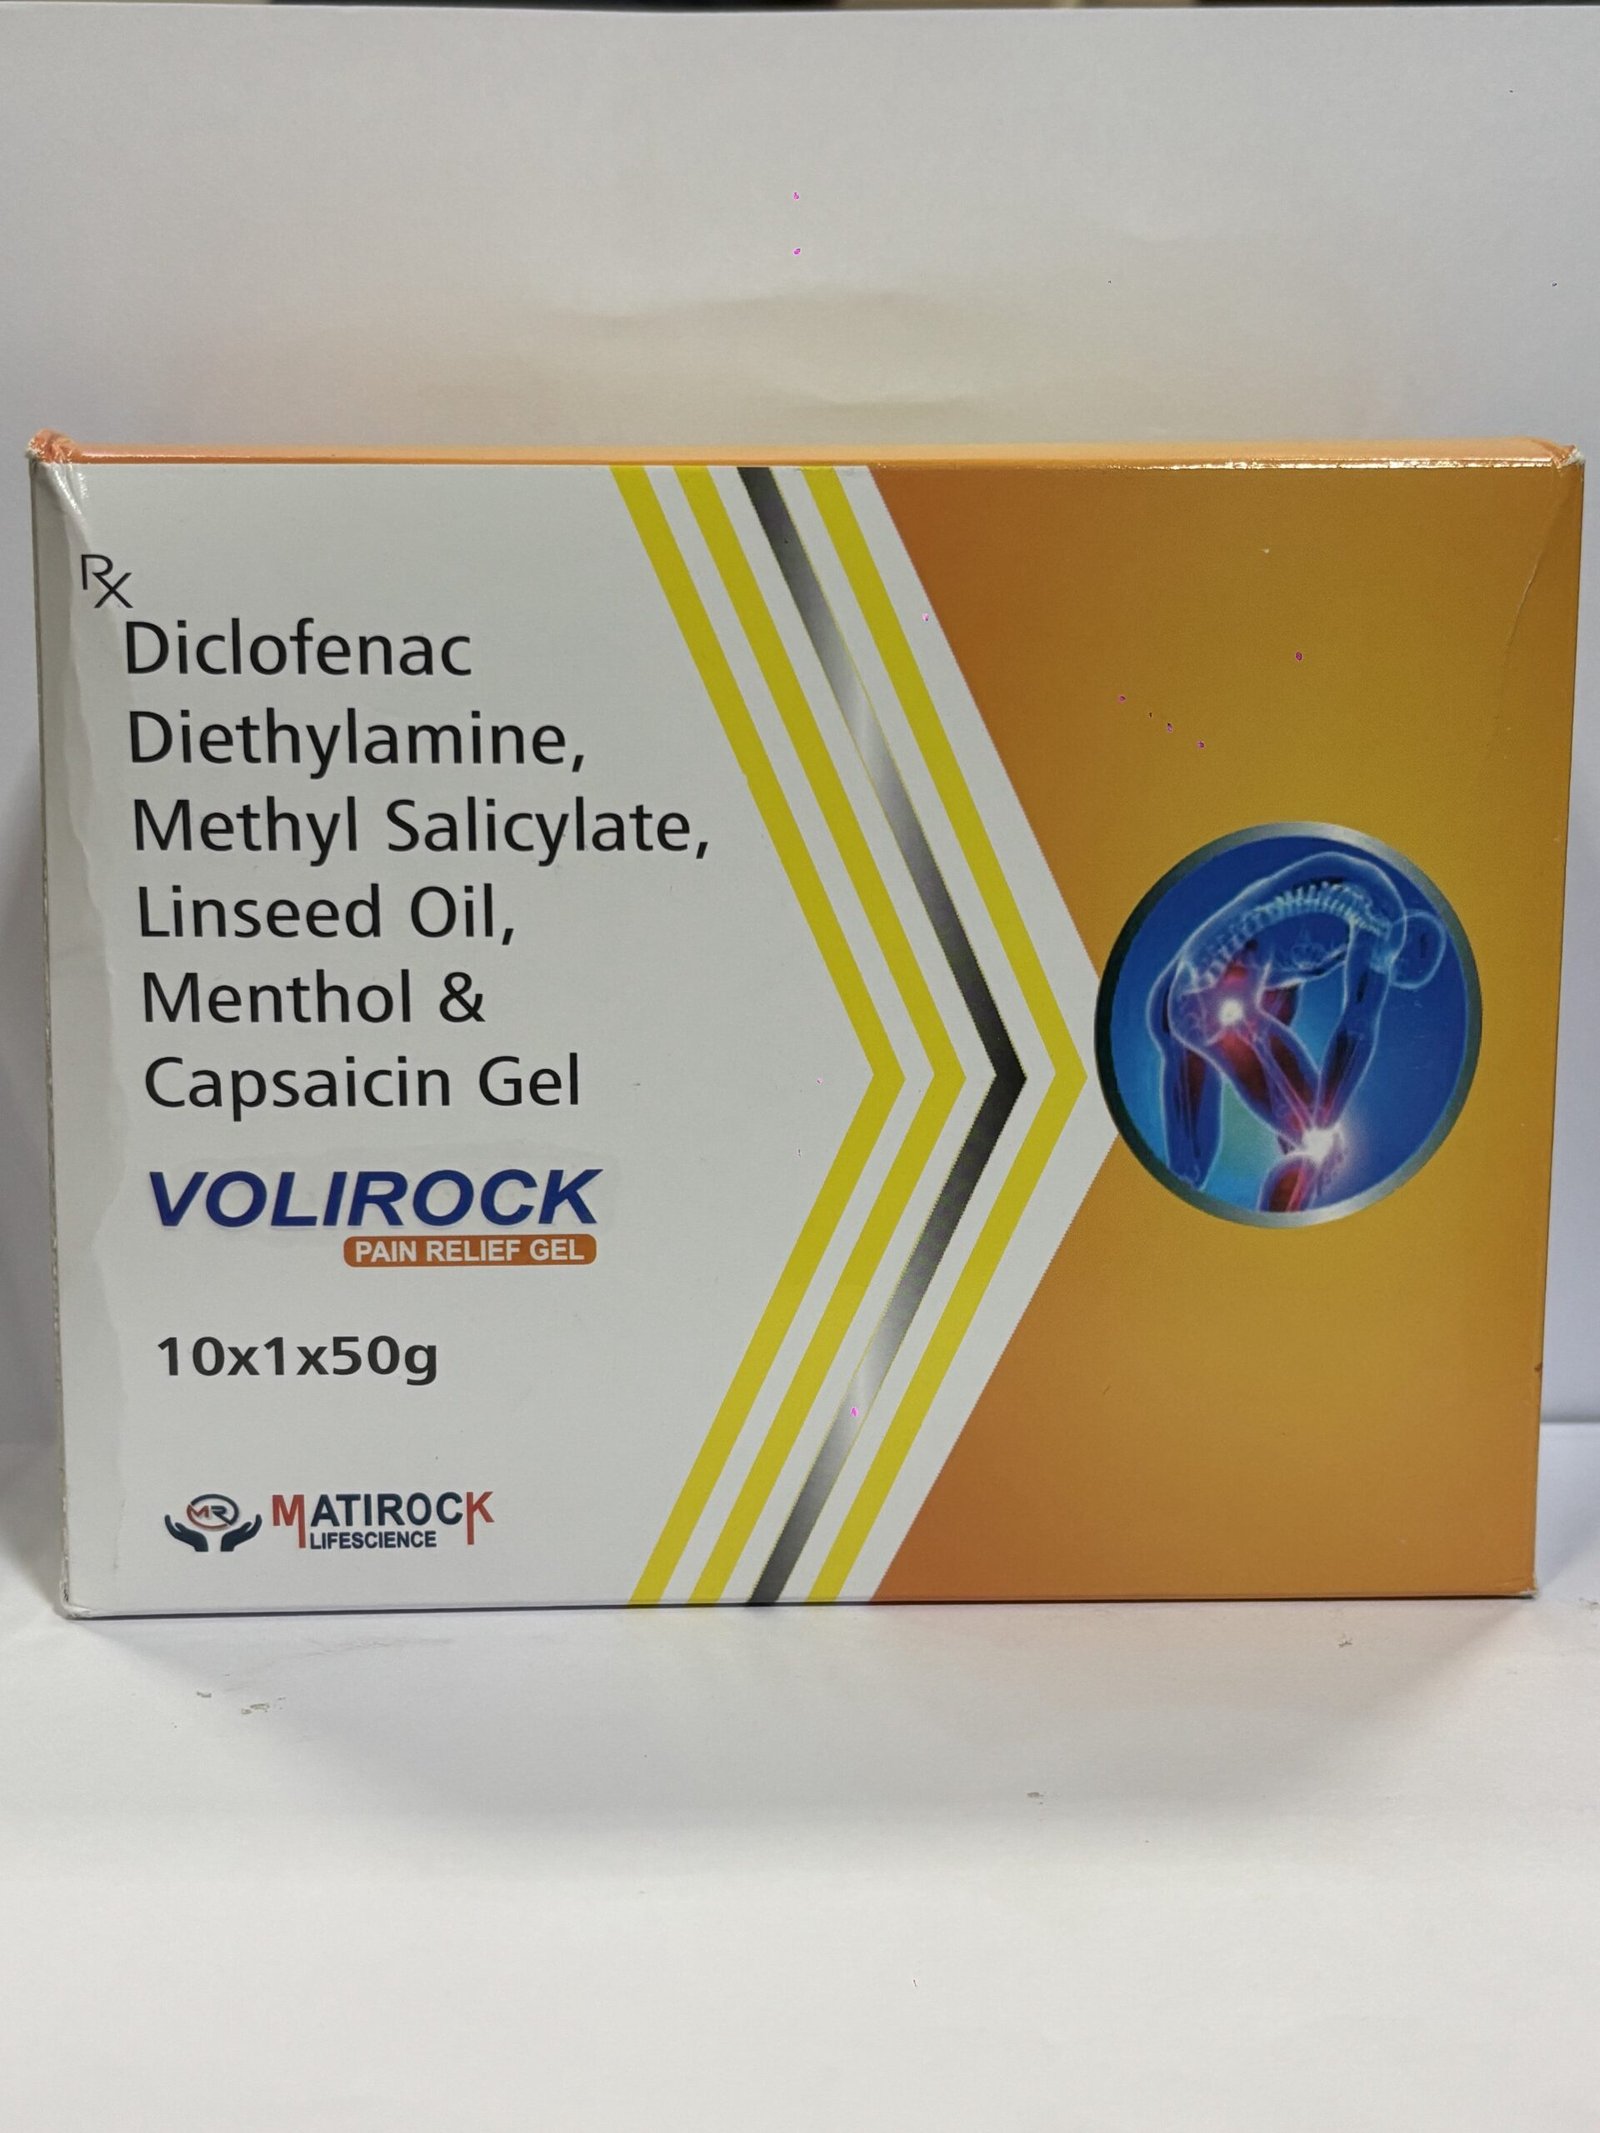 Rx
Diclofenac
Diethylamine,
Methyl Salicylate,
Linseed Oil,
Menthol &
Capsaicin Gel
VOLIROCK
PAIN RELIEF GEL
10x1x50g
MR
MATIROCK
LIFESCIENCE